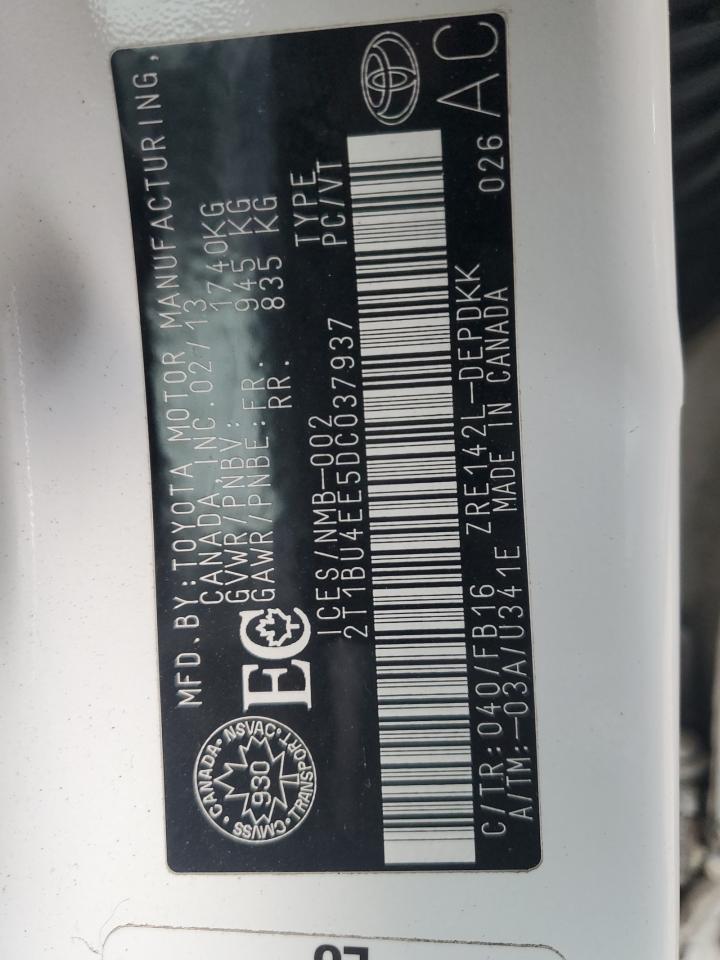 MFD.BY:TOYOTA MOTOR MANUFACTURING,
CANADA,INC.02/13
GVWR/PNBV: 1740KG
GAWR/PNBE:FR. 945 KG
RR. 835 KG
EC
ICES/NMB-002 TYPE
2T1BU4EE5DC037937 PC/VT
CANADA • NSVAC • TRANSPORT • CMVSS •
930
C/TR:040/FB16 ZRE142L-DEPDKK 026
A/TM:-03A/U341E MADE IN CANADA
AC